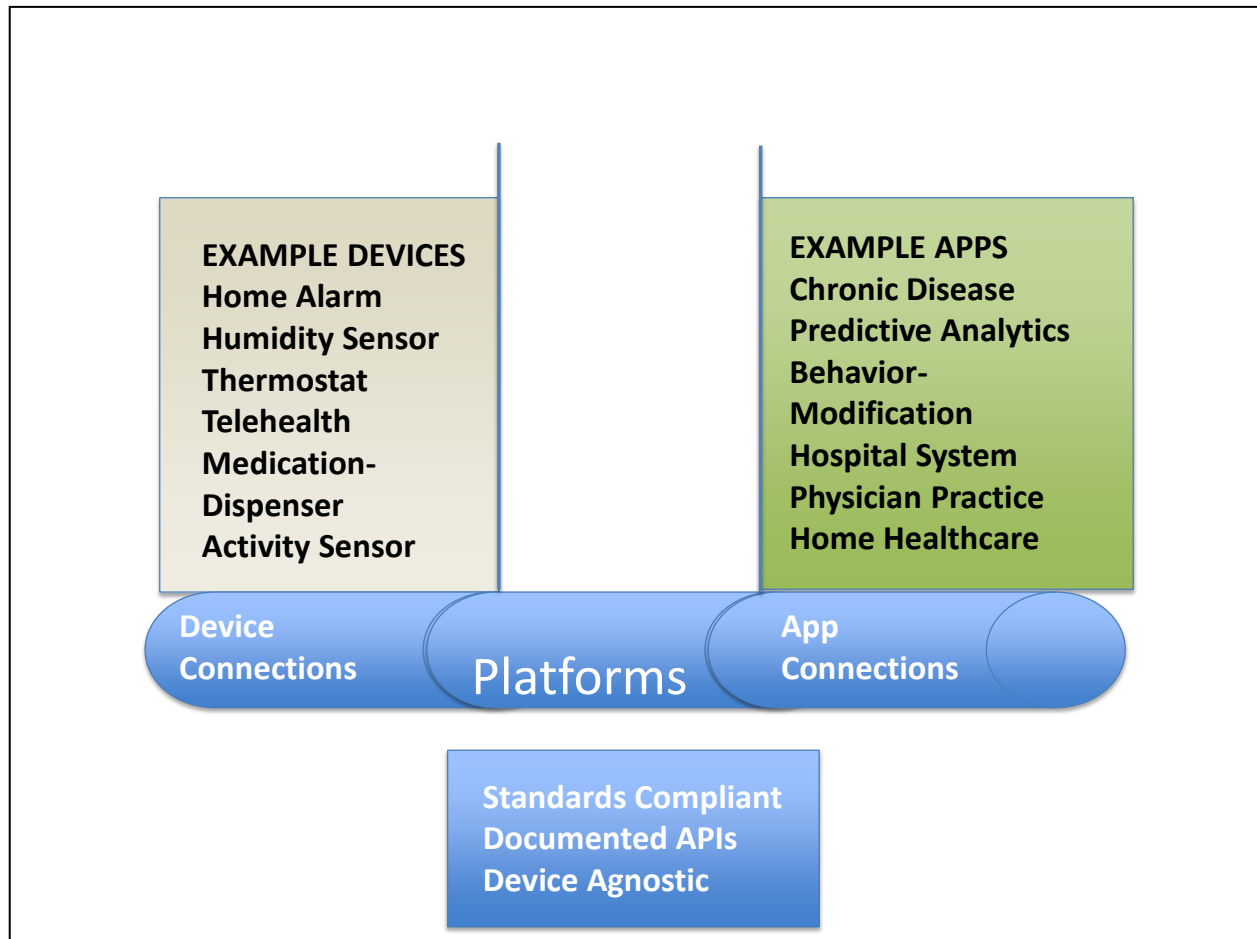 EXAMPLE DEVICES
Home Alarm
Humidity Sensor
Thermostat
Telehealth
Medication-
Dispenser
Activity Sensor
EXAMPLE APPS
Chronic Disease
Predictive Analytics
Behavior-
Modification
Hospital System
Physician Practice
Home Healthcare
Device
Connections
Platforms
App
Connections
Standards Compliant
Documented APIs
Device Agnostic